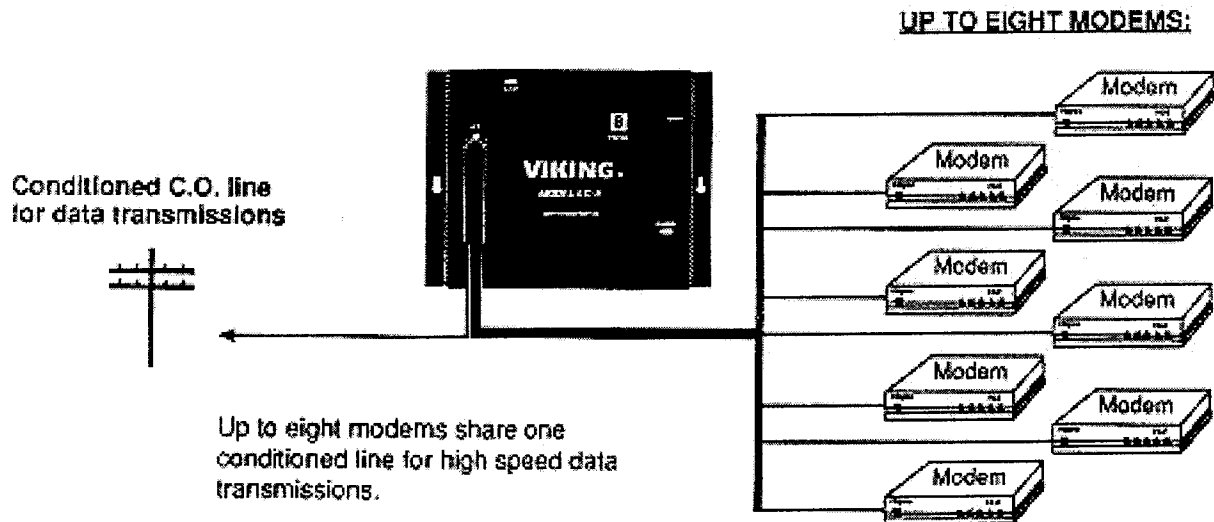 UP TO EIGHT MODEMS:
Modem
Modem
Modem
Modem
Modem
Modem
Modem
Modem
VIKING.
8
Conditioned C.O. line
for data transmissions
Up to eight modems share one
conditioned line for high speed data
transmissions.